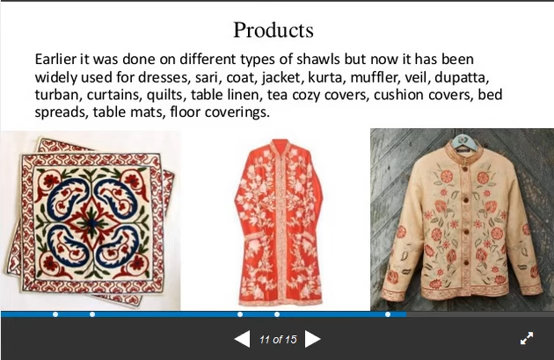 Products
Earlier it was done on different types of shawls but now it has been
widely used for dresses, sari, coat, jacket, kurta, muffler, veil, dupatta,
turban, curtains, quilts, table linen, tea cozy covers, cushion covers, bed
spreads, table mats, floor coverings.
11 of 15